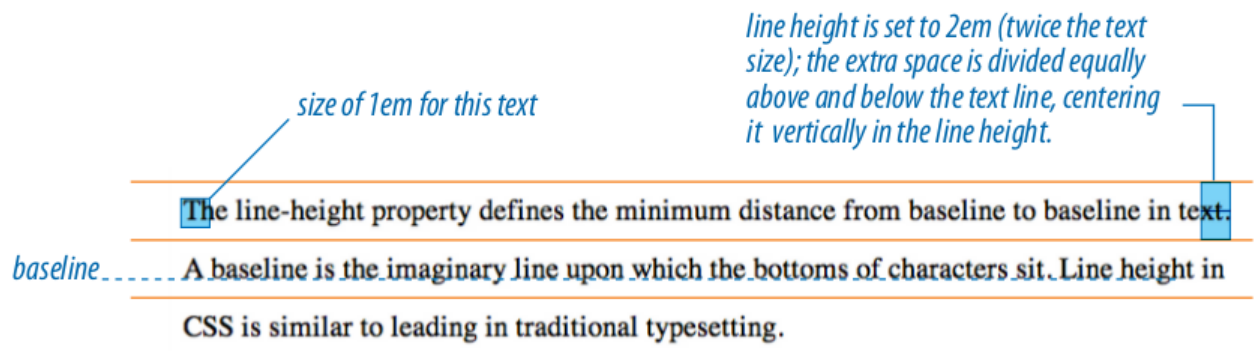 line height is set to 2em (twice the text
size); the extra space is divided equally
above and below the text line, centering
it vertically in the line height.
size of 1em for this text
The line-height property defines the minimum distance from baseline to baseline in text.
baseline
A baseline is the imaginary line upon which the bottoms of characters sit. Line height in
CSS is similar to leading in traditional typesetting.